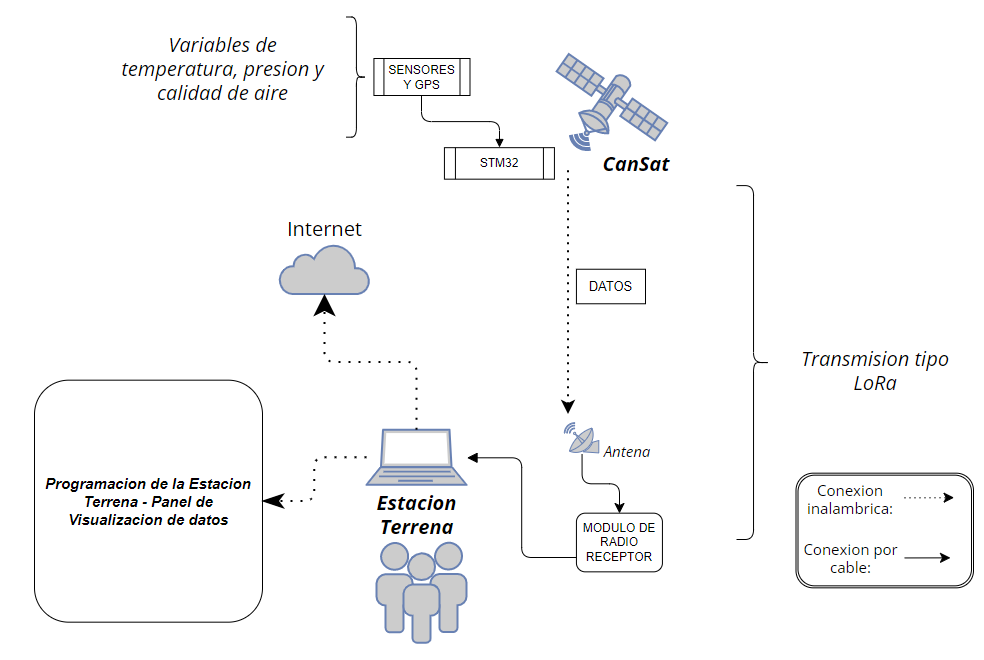 Variables de
temperatura, presion y
calidad de aire
SENSORES
Y GPS
STM32
CanSat
Internet
DATOS
Transmision tipo
LoRa
Antena
Programacion de la Estacion
Terrena - Panel de
Visualizacion de datos
Estacion
Terrena
MODULO DE
RADIO
RECEPTOR
Conexion
inalambrica:
Conexion por
cable: